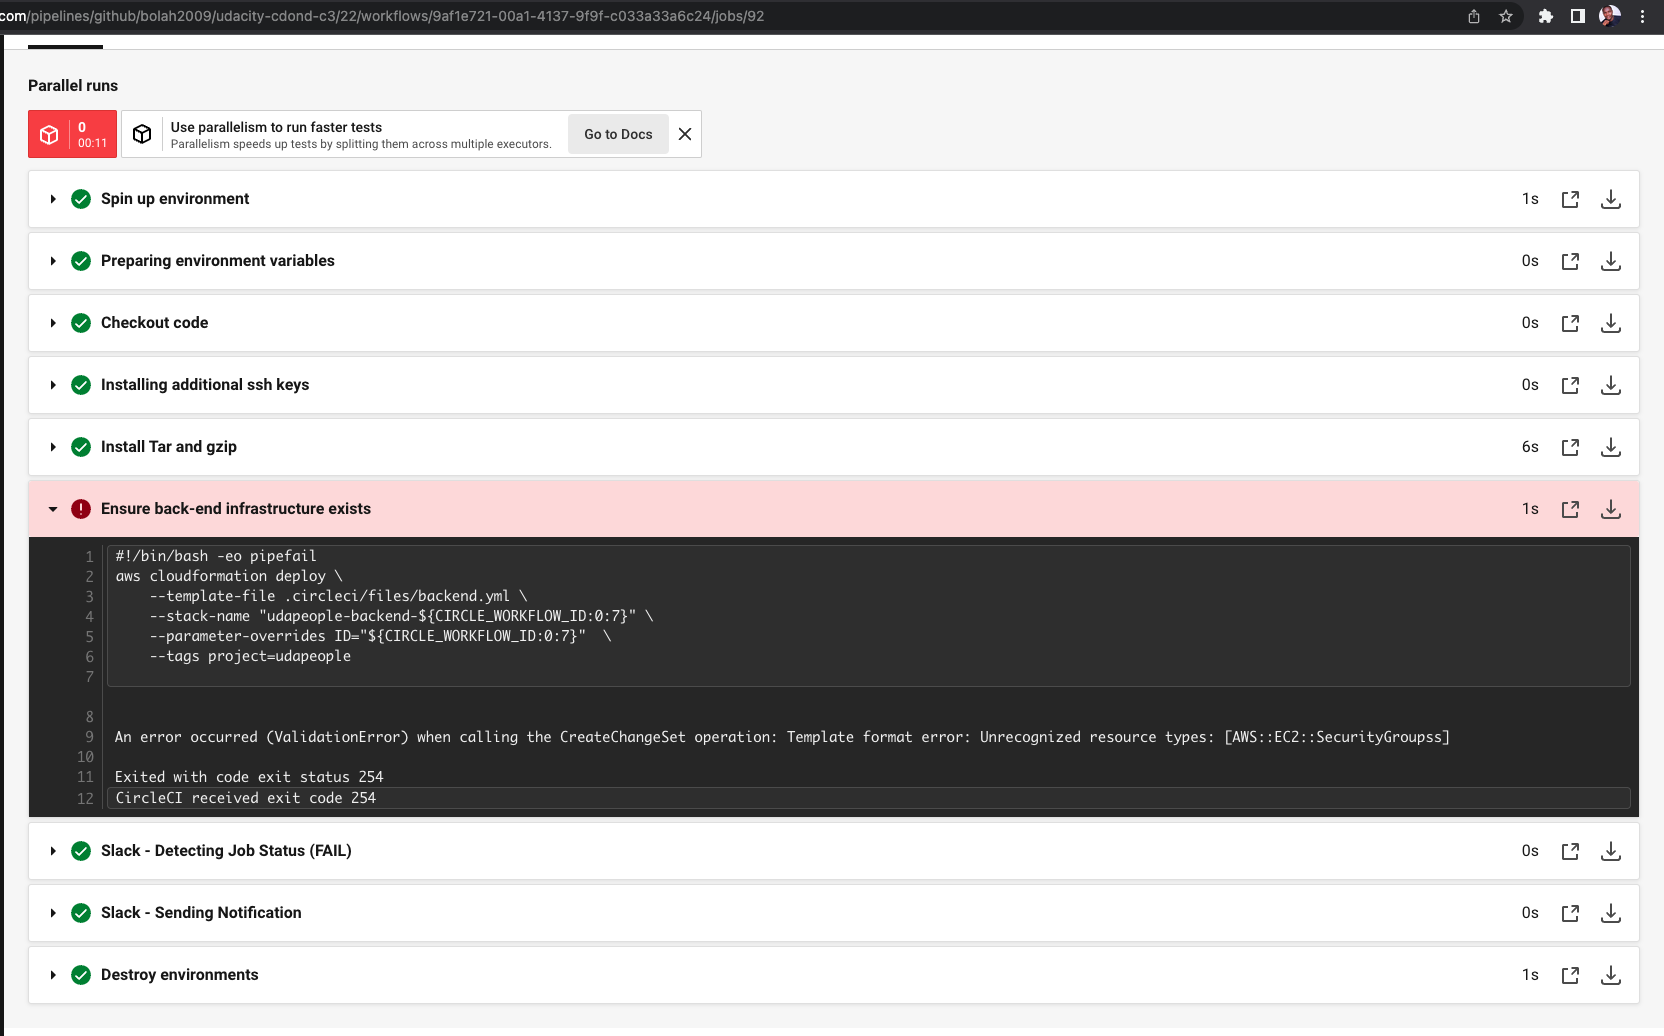 com/pipelines/github/bolah2009/udacity-cdond-c3/22/workflows/9af1e721-00a1-4137-9f9f-c033a33a6c24/jobs/92
Parallel runs
0
00:11
Use parallelism to run faster tests
Parallelism speeds up tests by splitting them across multiple executors.
Go to Docs
Spin up environment 1s
Preparing environment variables 0s
Checkout code 0s
Installing additional ssh keys 0s
Install Tar and gzip 6s
Ensure back-end infrastructure exists 1s
1 #!/bin/bash -eo pipefail
2 aws cloudformation deploy \
3     --template-file .circleci/files/backend.yml \
4     --stack-name "udapeople-backend-${CIRCLE_WORKFLOW_ID:0:7}" \
5     --parameter-overrides ID="${CIRCLE_WORKFLOW_ID:0:7}"  \
6     --tags project=udapeople
7
8
9 An error occurred (ValidationError) when calling the CreateChangeSet operation: Template format error: Unrecognized resource types: [AWS::EC2::SecurityGroupss]
10
11 Exited with code exit status 254
12 CircleCI received exit code 254
Slack - Detecting Job Status (FAIL) 0s
Slack - Sending Notification 0s
Destroy environments 1s